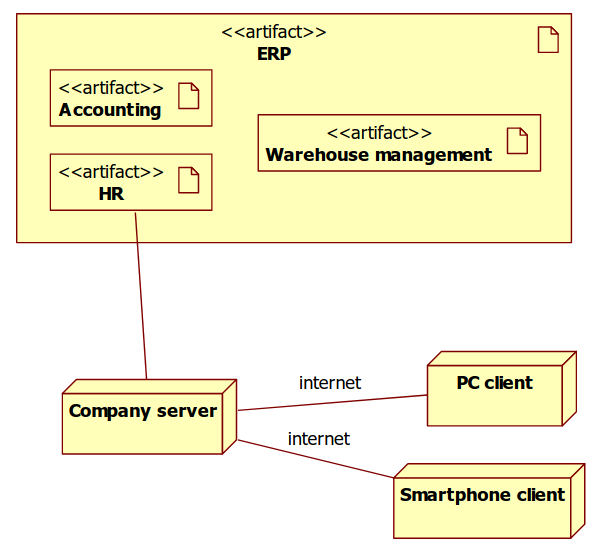 <<artifact>>
ERP
<<artifact>>
Accounting
<<artifact>>
Warehouse management
<<artifact>>
HR
internet
PC client
Company server
internet
Smartphone client